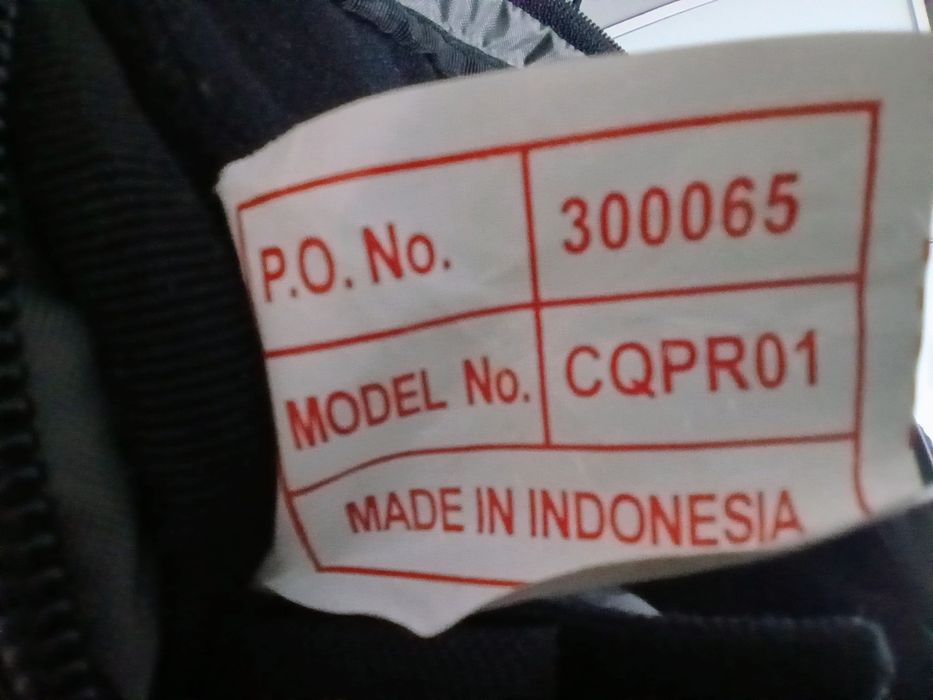 P.O. No. 300065
MODEL No. CQPR01
MADE IN INDONESIA